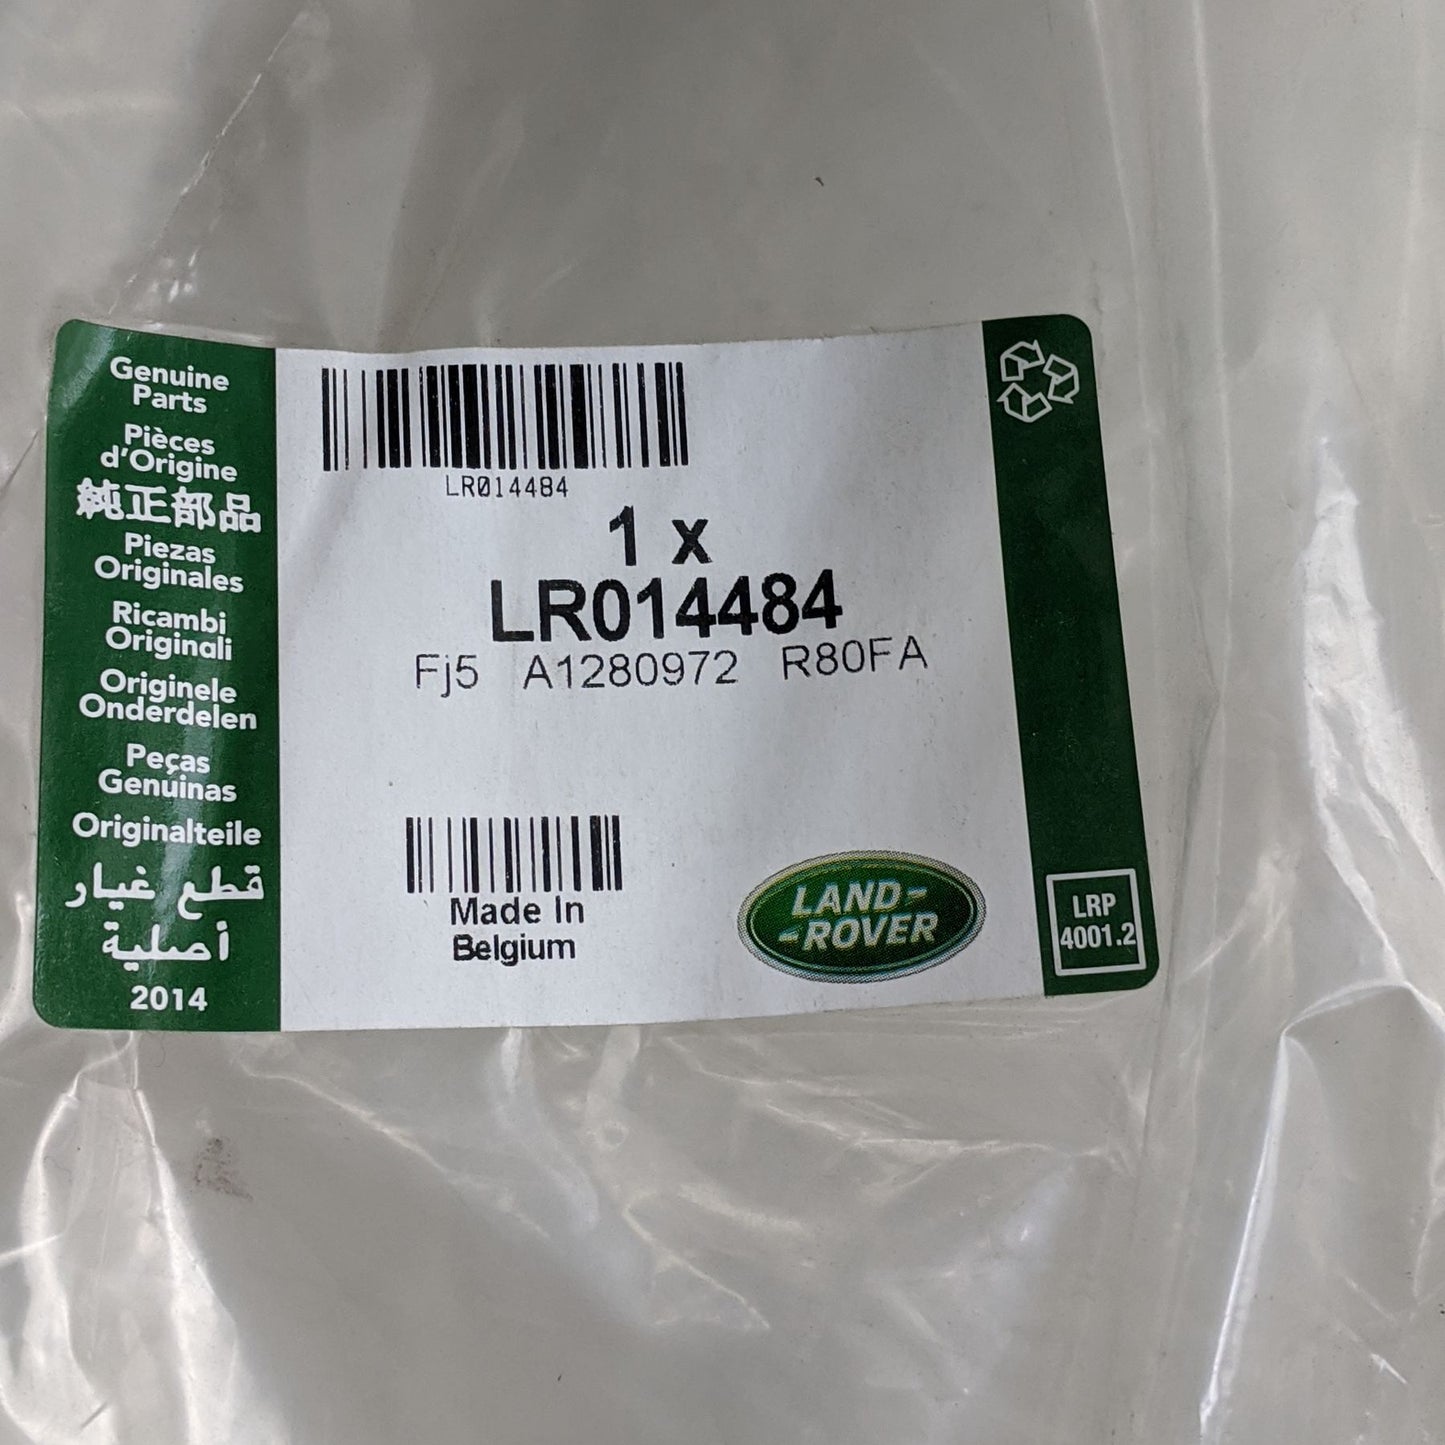 Genuine
Parts
Pièces
d'Origine
純正部品
Piezas
Originales
Ricambi
Originali
Originele
Onderdelen
Peças
Genuinas
Originalteile
قطع غيار
أصلية
2014
LR014484
1 x
LR014484
Fj5 A1280972 R80FA
Made In
Belgium
LAND-
-ROVER
LRP
4001.2